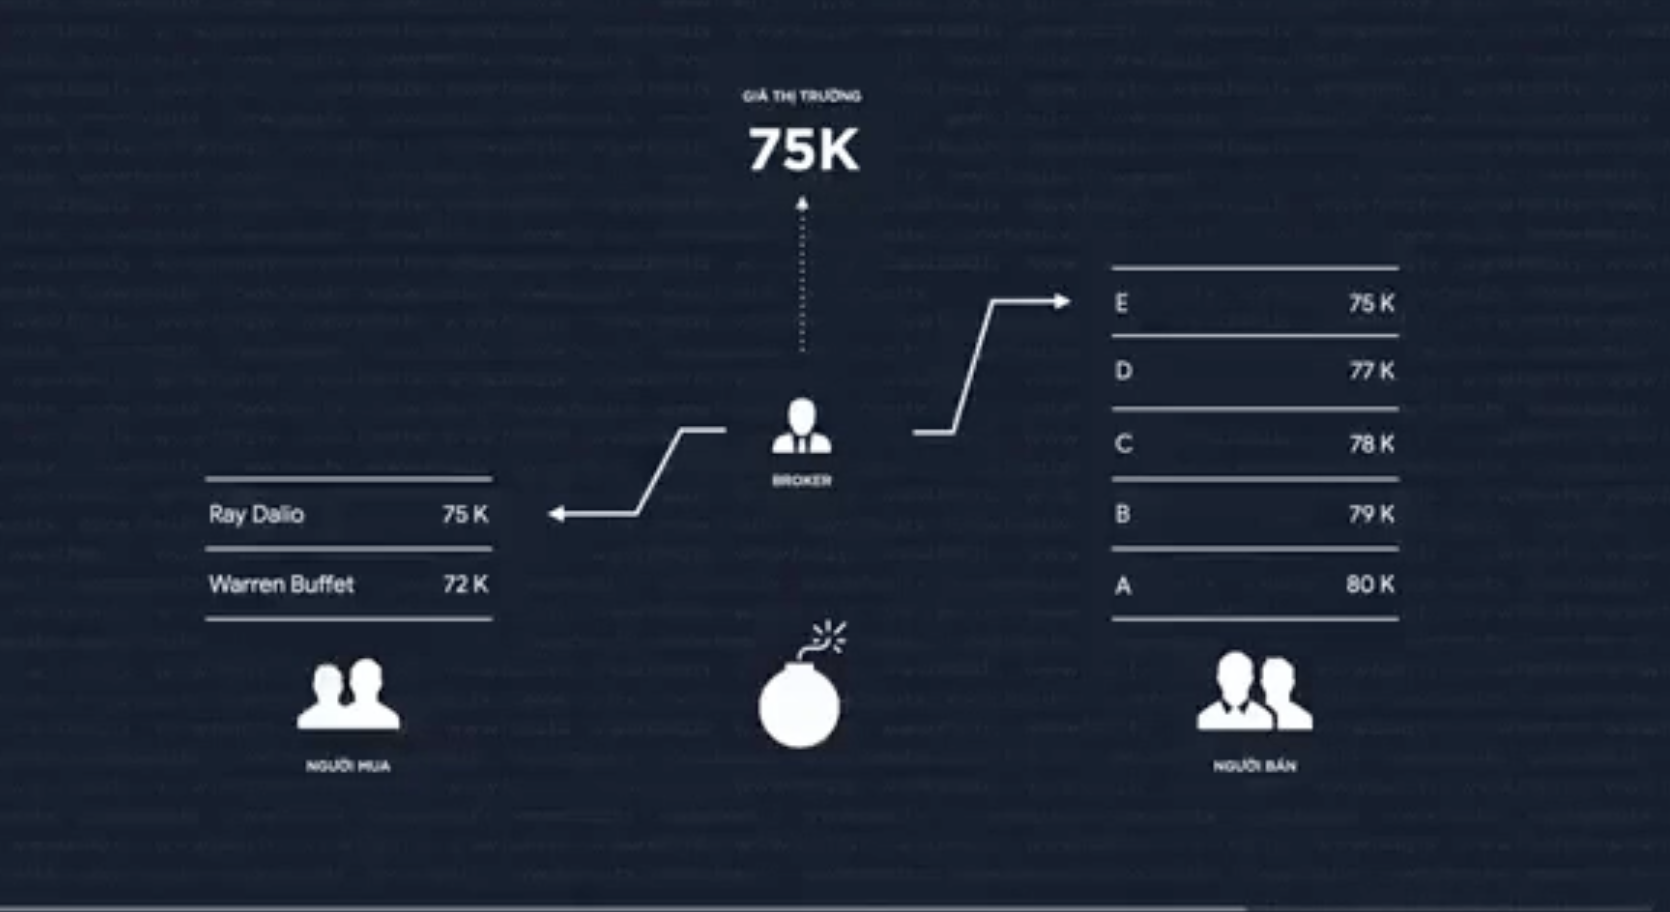 GIÁ THỊ TRƯỜNG
75K
BROKER
Ray Dalio 75 K
Warren Buffet 72 K
NGƯỜI MUA
E 75 K
D 77 K
C 78 K
B 79 K
A 80 K
NGƯỜI BÁN